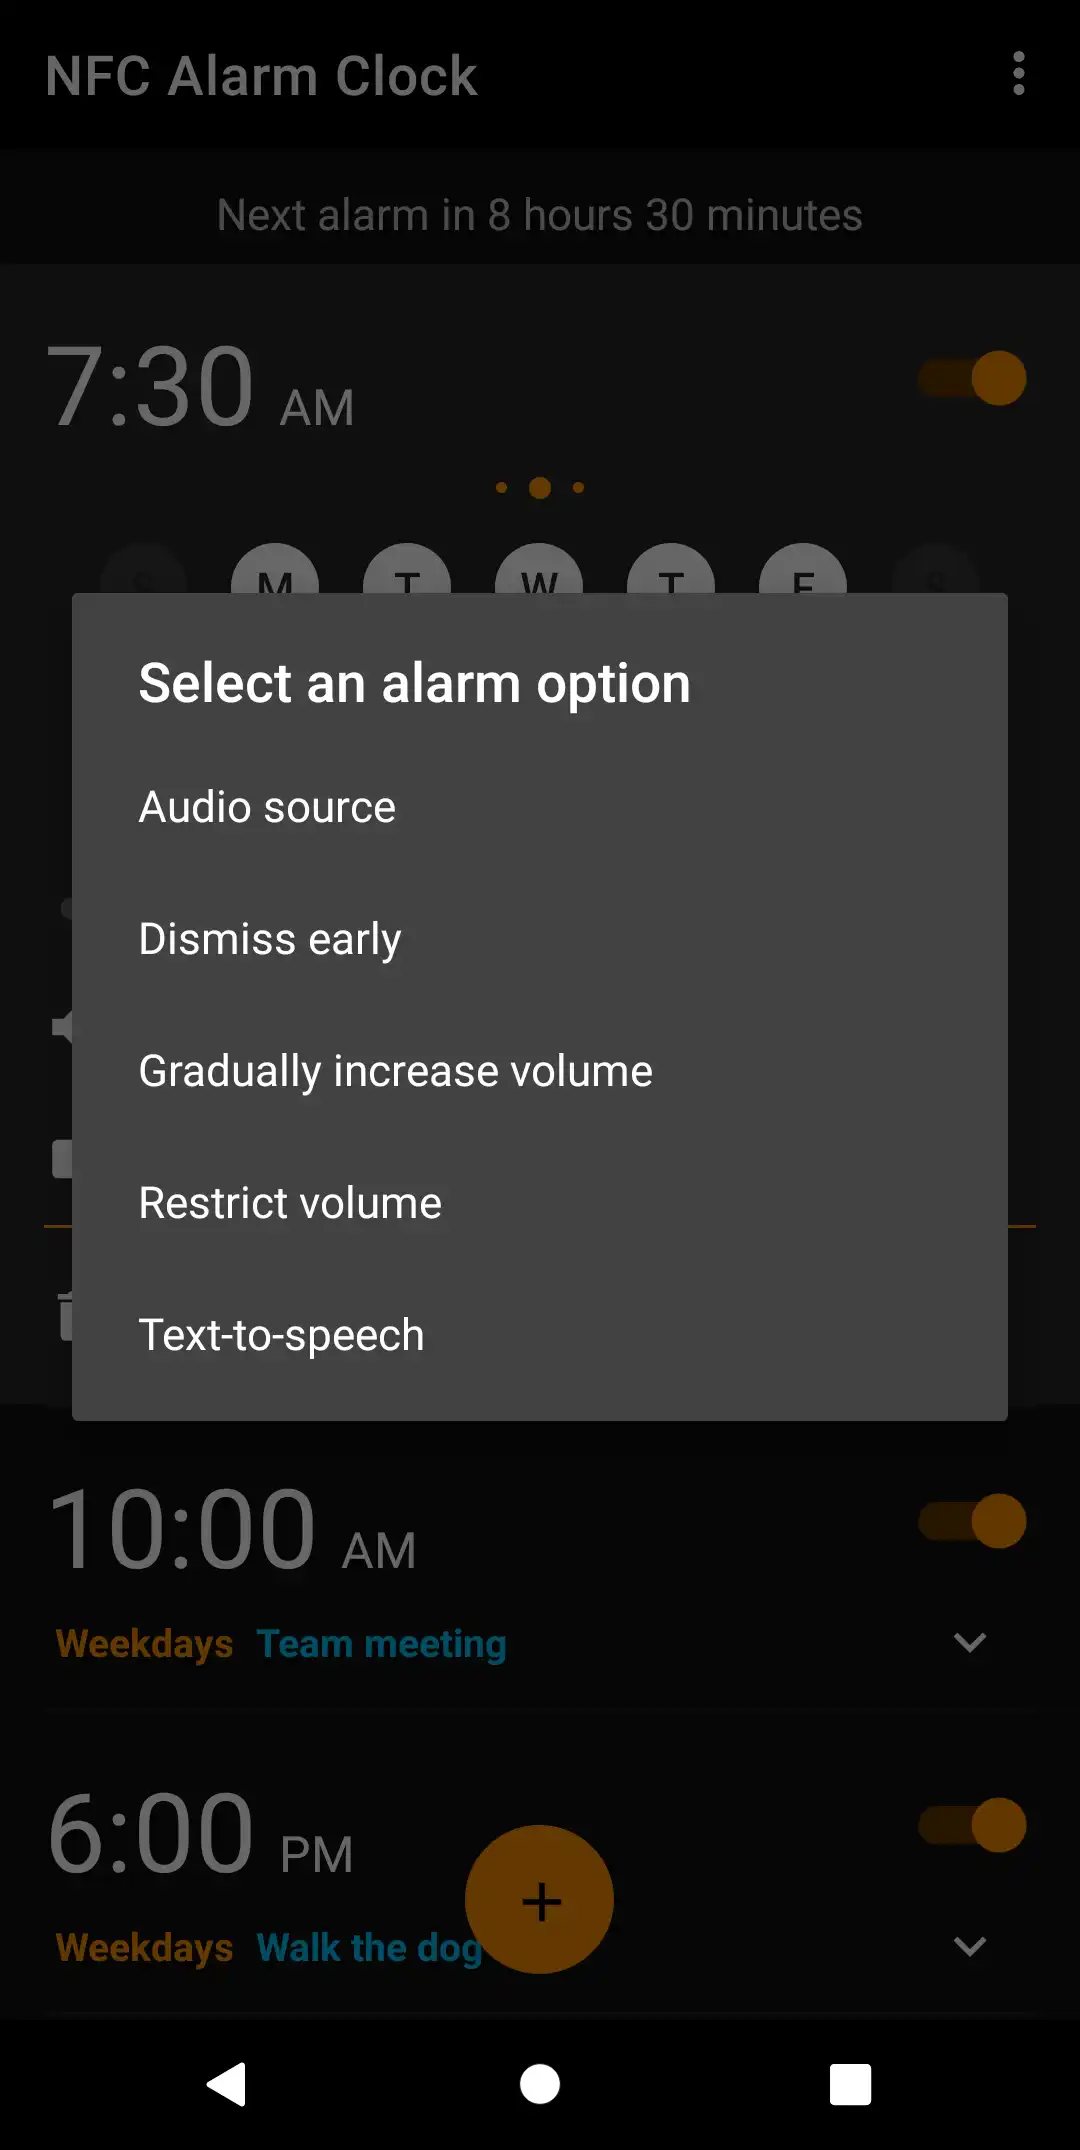 NFC Alarm Clock
Next alarm in 8 hours 30 minutes
7:30 AM
S M T W T F S
Select an alarm option
Audio source
Dismiss early
Gradually increase volume
Restrict volume
Text-to-speech
10:00 AM
Weekdays Team meeting
6:00 PM
Weekdays Walk the dog